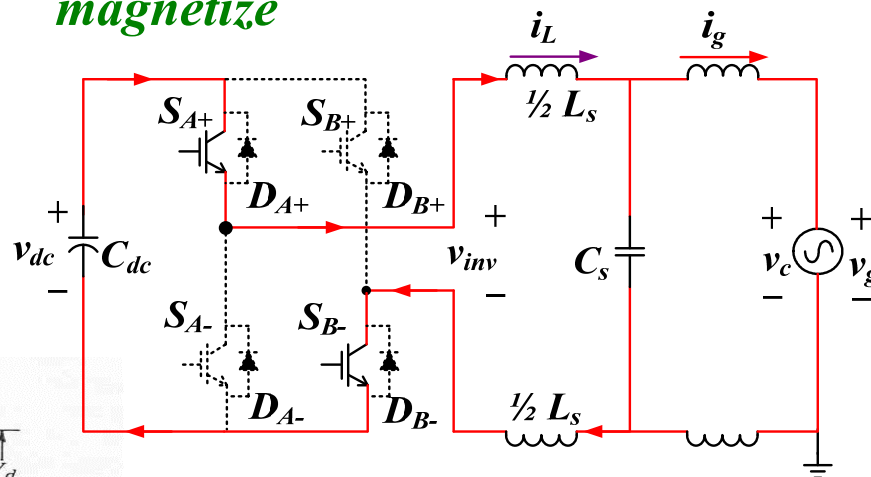 magnetize
i_L
i_g
S_A+
S_B+
½ L_s
D_A+
D_B+
+
+
+
+
v_dc
C_dc
v_inv
C_s
v_c
v_g
−
−
−
−
S_A-
S_B-
D_A-
D_B-
½ L_s